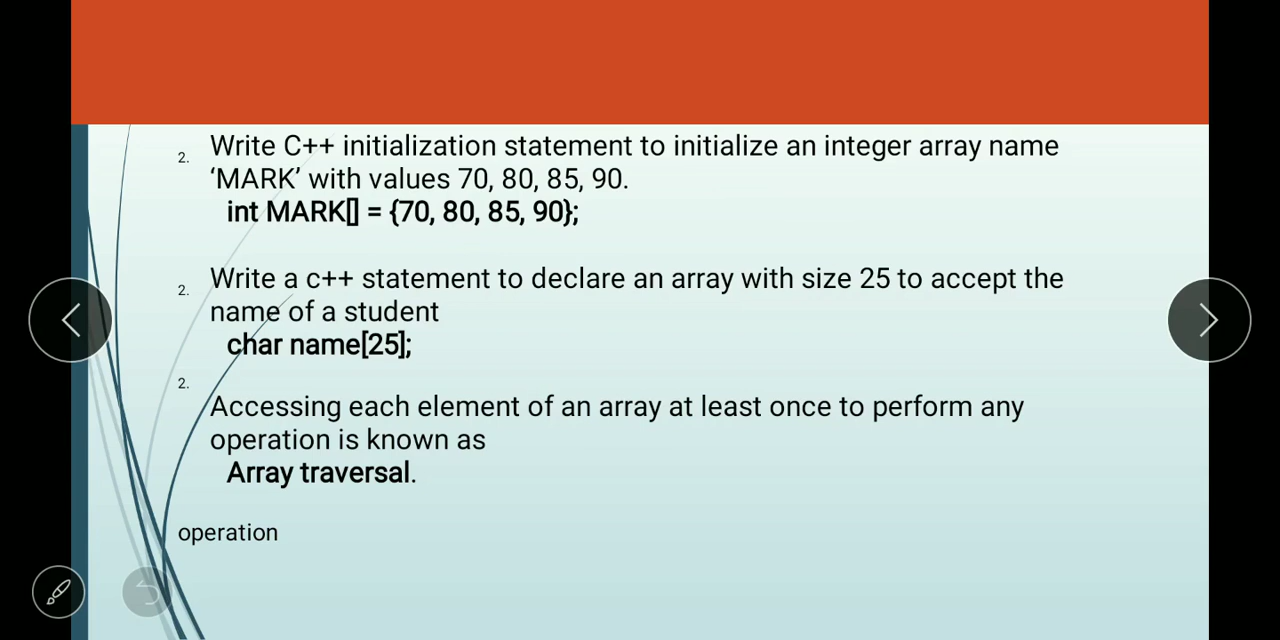 2. Write C++ initialization statement to initialize an integer array name
‘MARK’ with values 70, 80, 85, 90.
int MARK[] = {70, 80, 85, 90};
2. Write a c++ statement to declare an array with size 25 to accept the
name of a student
char name[25];
2.
Accessing each element of an array at least once to perform any
operation is known as
Array traversal.
operation